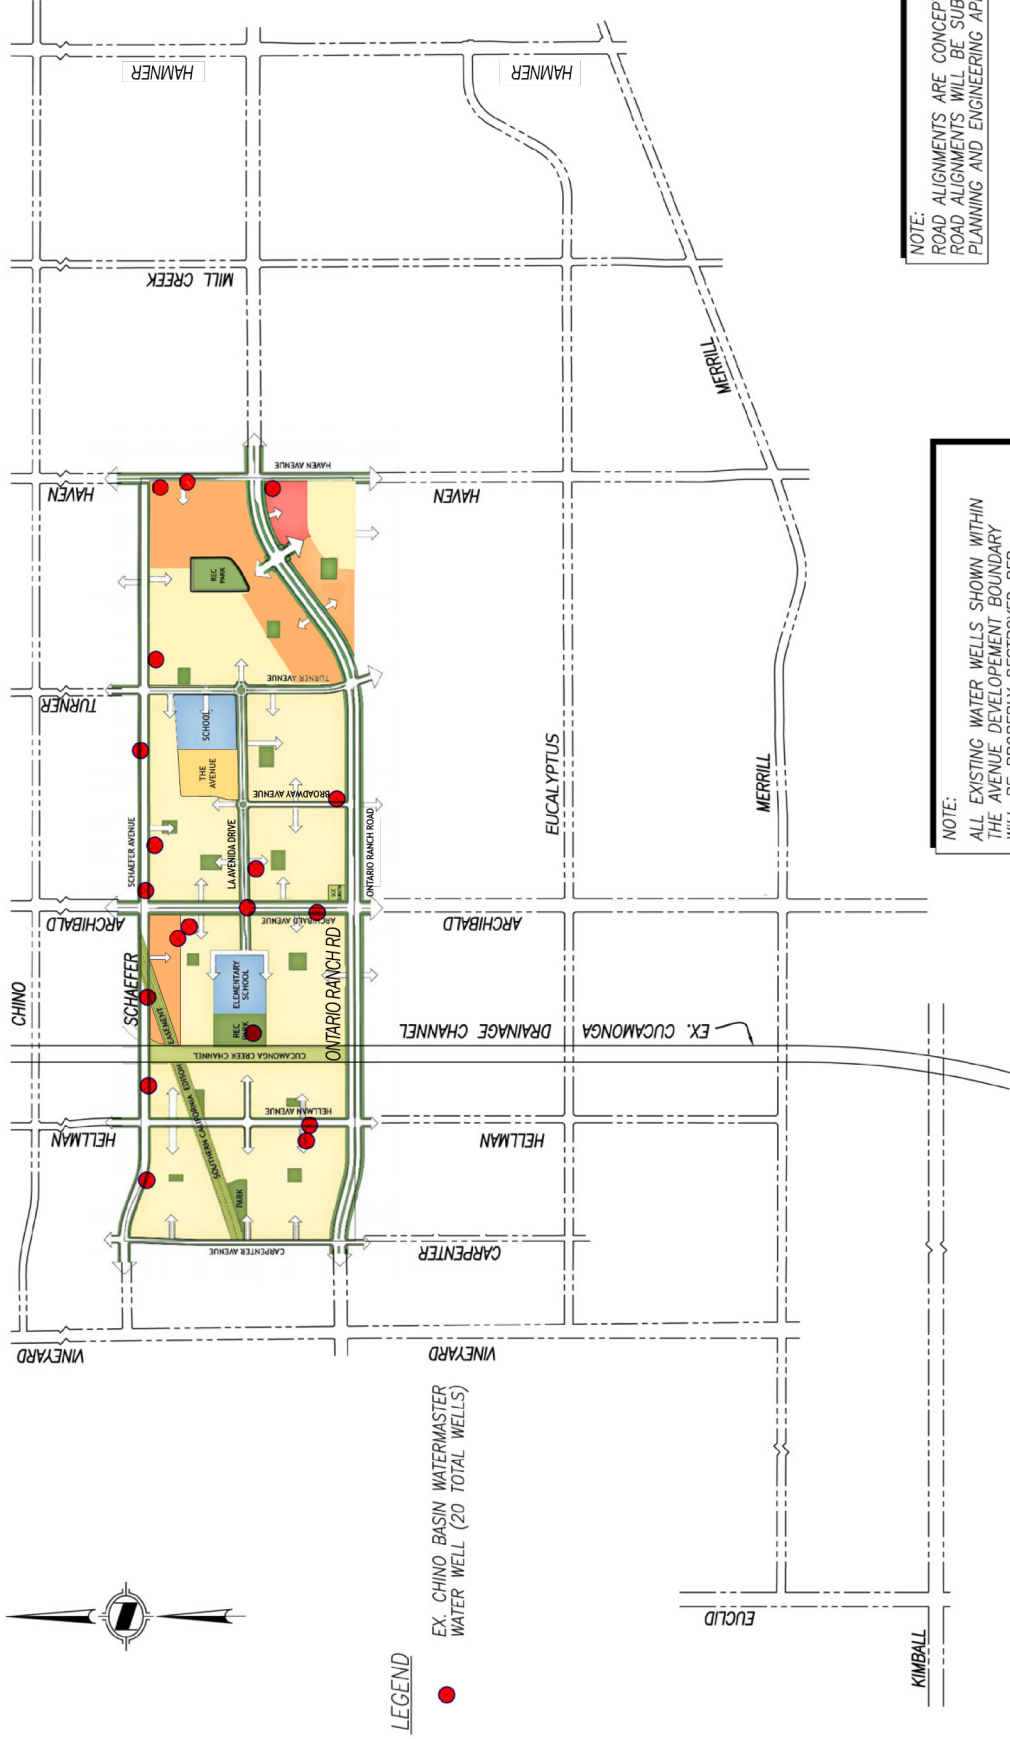 HAMNER
HAMNER
NOTE:
ROAD ALIGNMENTS ARE CONCEP
ROAD ALIGNMENTS WILL BE SUB
PLANNING AND ENGINEERING AP
MILL CREEK
MERRILL
HAVEN AVENUE
HAVEN
HAVEN
NOTE:
ALL EXISTING WATER WELLS SHOWN WITHIN
THE AVENUE DEVELOPEMENT BOUNDARY
REC
PARK
TURNER AVENUE
TURNER
SCHOOL
THE
AVENUE
BROADWAY AVENUE
EUCALYPTUS
MERRILL
SCHAEFER AVENUE
LA AVENIDA DRIVE
ONTARIO RANCH ROAD
ARCHIBALD
ARCHIBALD AVENUE
ARCHIBALD
SCHAEFER
ELEMENTARY
SCHOOL
ONTARIO RANCH RD
CHINO
EASEMENT
REC
PARK
EX. CUCAMONGA DRAINAGE CHANNEL
CUCAMONGA CREEK CHANNEL
SOUTHERN CALIFORNIA EDISON
HELLMAN AVENUE
HELLMAN
HELLMAN
PARK
CARPENTER AVENUE
CARPENTER
VINEYARD
VINEYARD
LEGEND
EX. CHINO BASIN WATERMASTER
WATER WELL (20 TOTAL WELLS)
EUCLID
KIMBALL